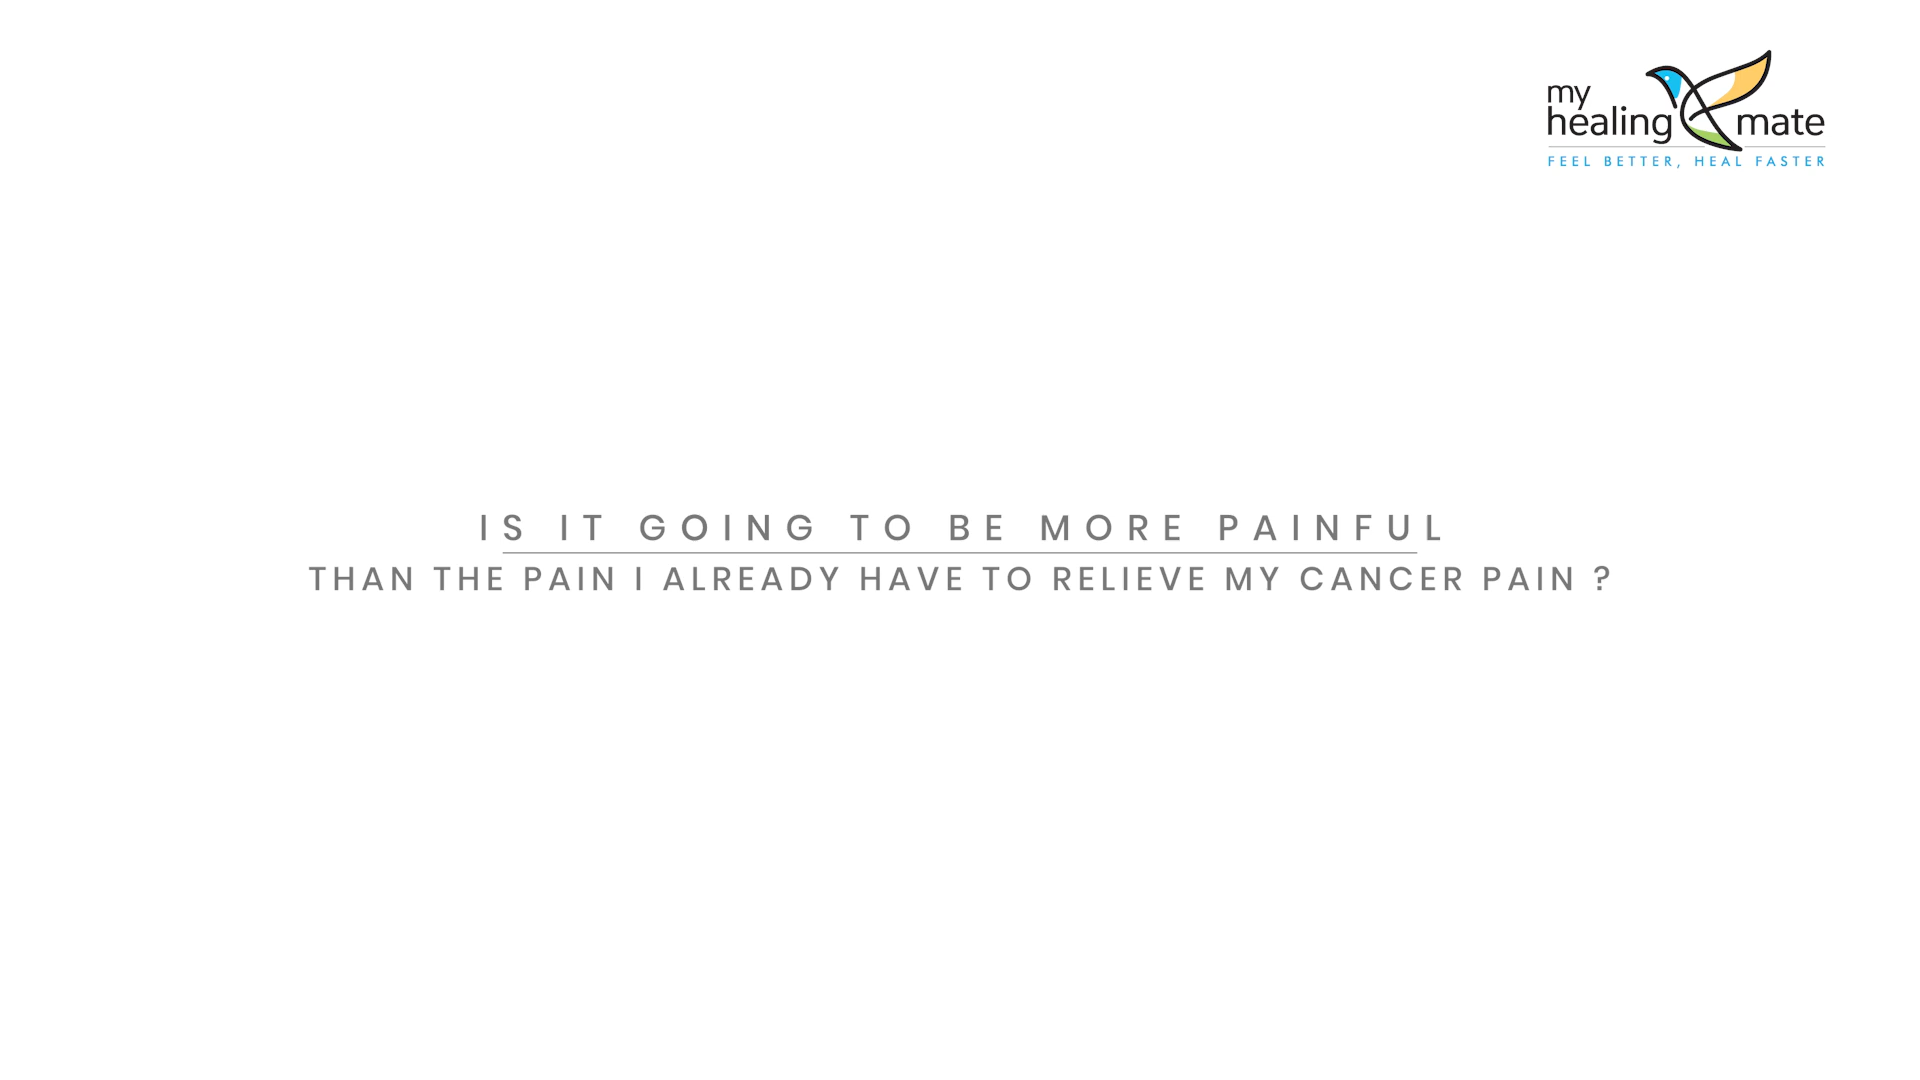 my
healing mate
FEEL BETTER, HEAL FASTER
IS IT GOING TO BE MORE PAINFUL
THAN THE PAIN I ALREADY HAVE TO RELIEVE MY CANCER PAIN ?